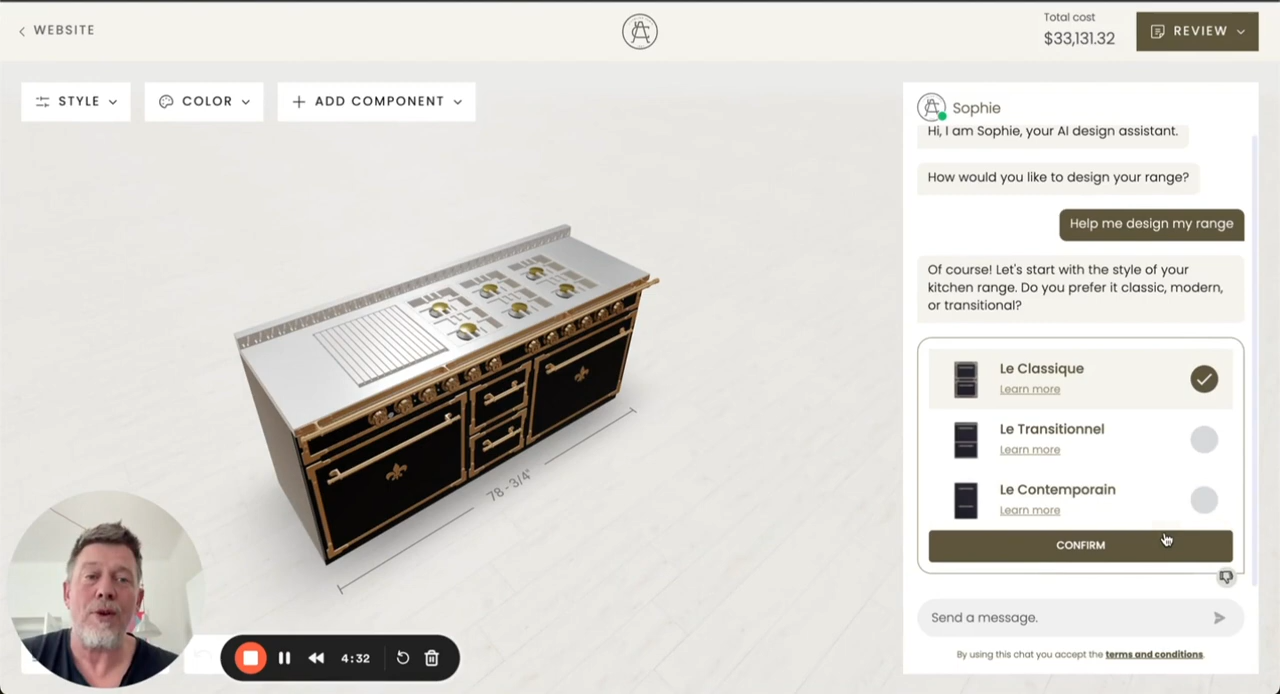 WEBSITE
Total cost
$33,131.32
REVIEW
STYLE
COLOR
ADD COMPONENT
Sophie
Hi, I am Sophie, your AI design assistant.
How would you like to design your range?
Help me design my range
Of course! Let's start with the style of your
kitchen range. Do you prefer it classic, modern,
or transitional?
Le Classique
Learn more
Le Transitionnel
Learn more
Le Contemporain
Learn more
CONFIRM
78-3/4"
Send a message.
By using this chat you accept the terms and conditions.
4:32